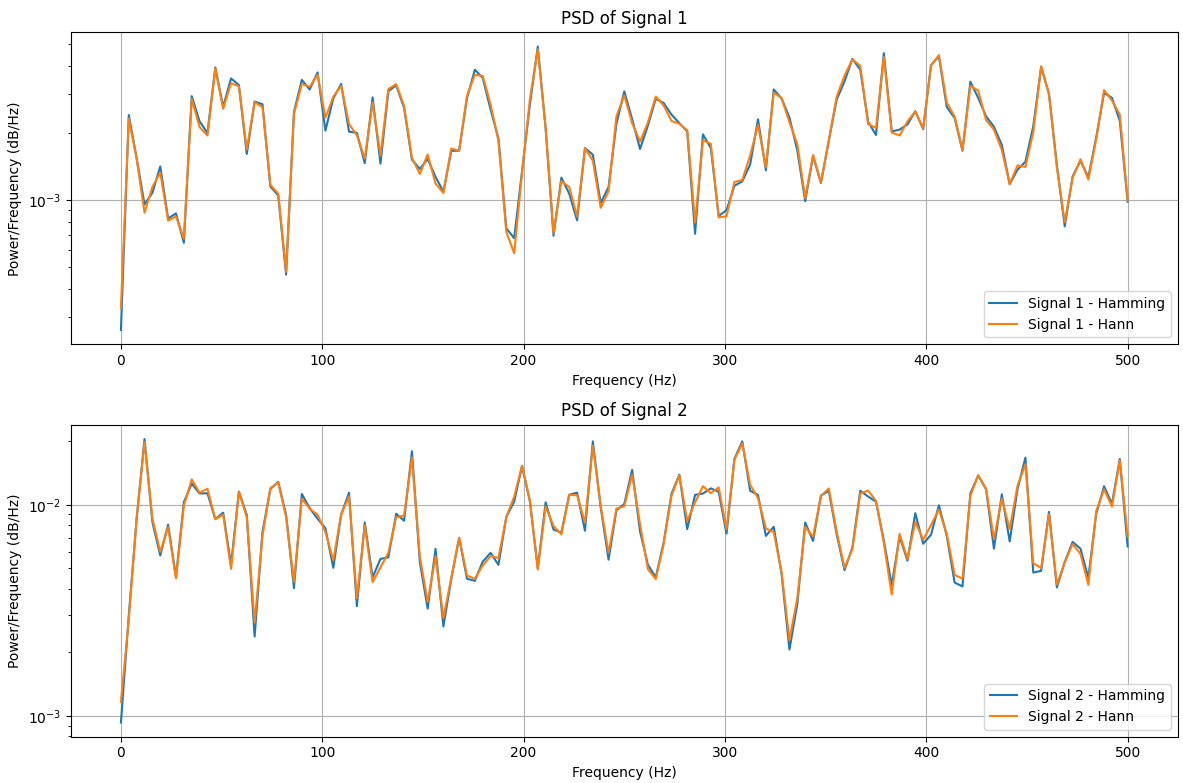 PSD of Signal 1
Power/Frequency (dB/Hz)
10⁻³
Signal 1 - Hamming
Signal 1 - Hann
0 100 200 300 400 500
Frequency (Hz)
PSD of Signal 2
Power/Frequency (dB/Hz)
10⁻²
10⁻³
Signal 2 - Hamming
Signal 2 - Hann
0 100 200 300 400 500
Frequency (Hz)